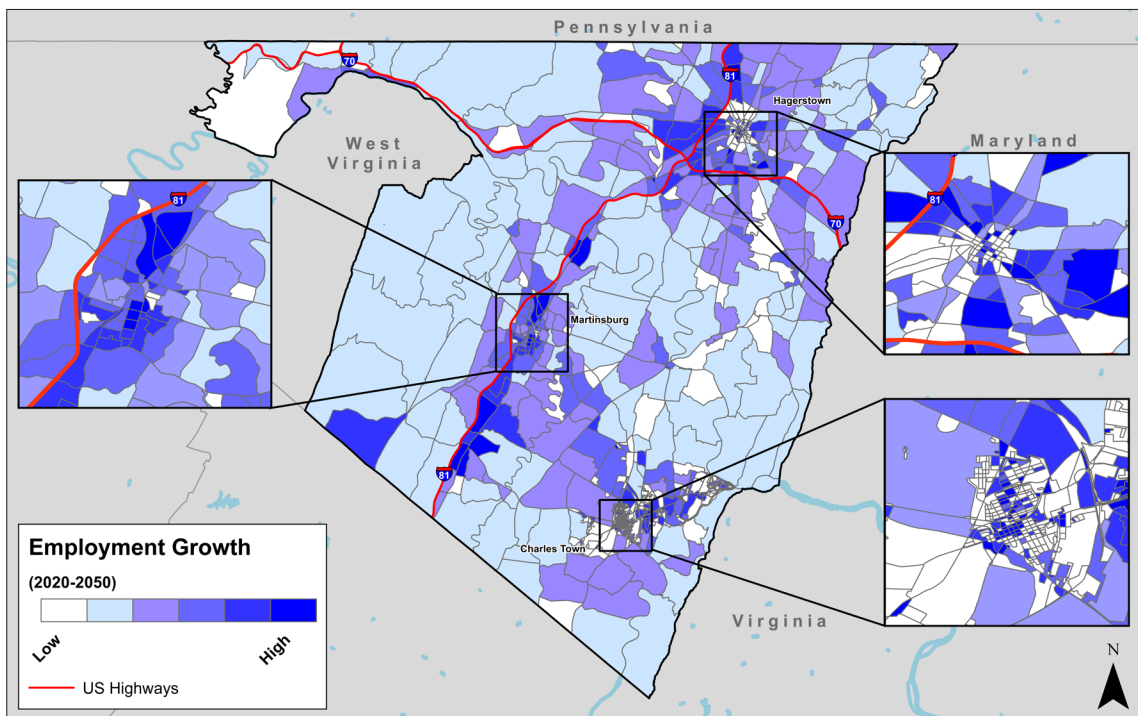 Pennsylvania
70
81
Hagerstown
West
Virginia
Maryland
81
81
70
Martinsburg
81
Charles Town
Virginia
Employment Growth
(2020-2050)
Low
High
US Highways
N